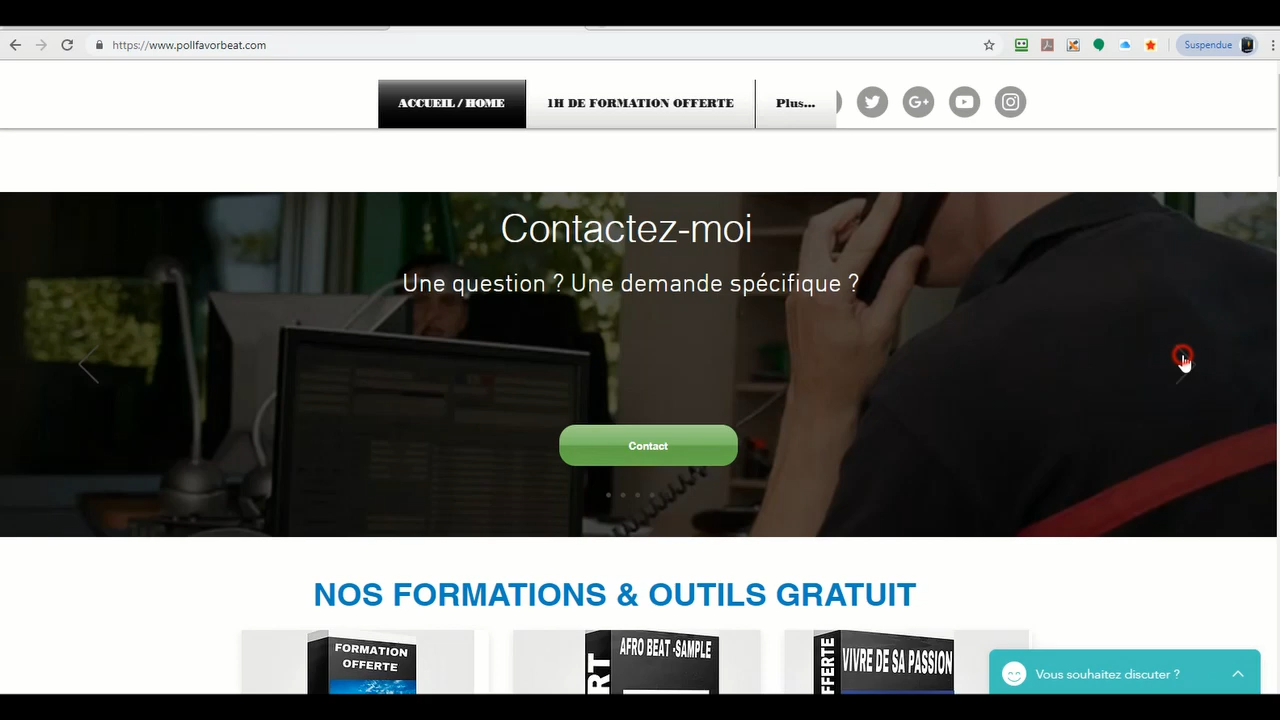 https://www.pollfavorbeat.com
Suspendue
ACCUEIL / HOME
1H DE FORMATION OFFERTE
Plus...
Contactez-moi
Une question ? Une demande spécifique ?
Contact
NOS FORMATIONS & OUTILS GRATUIT
FORMATION
OFFERTE
RT
AFRO BEAT -SAMPLE
FFERTE
VIVRE DE SA PASSION
Vous souhaitez discuter ?